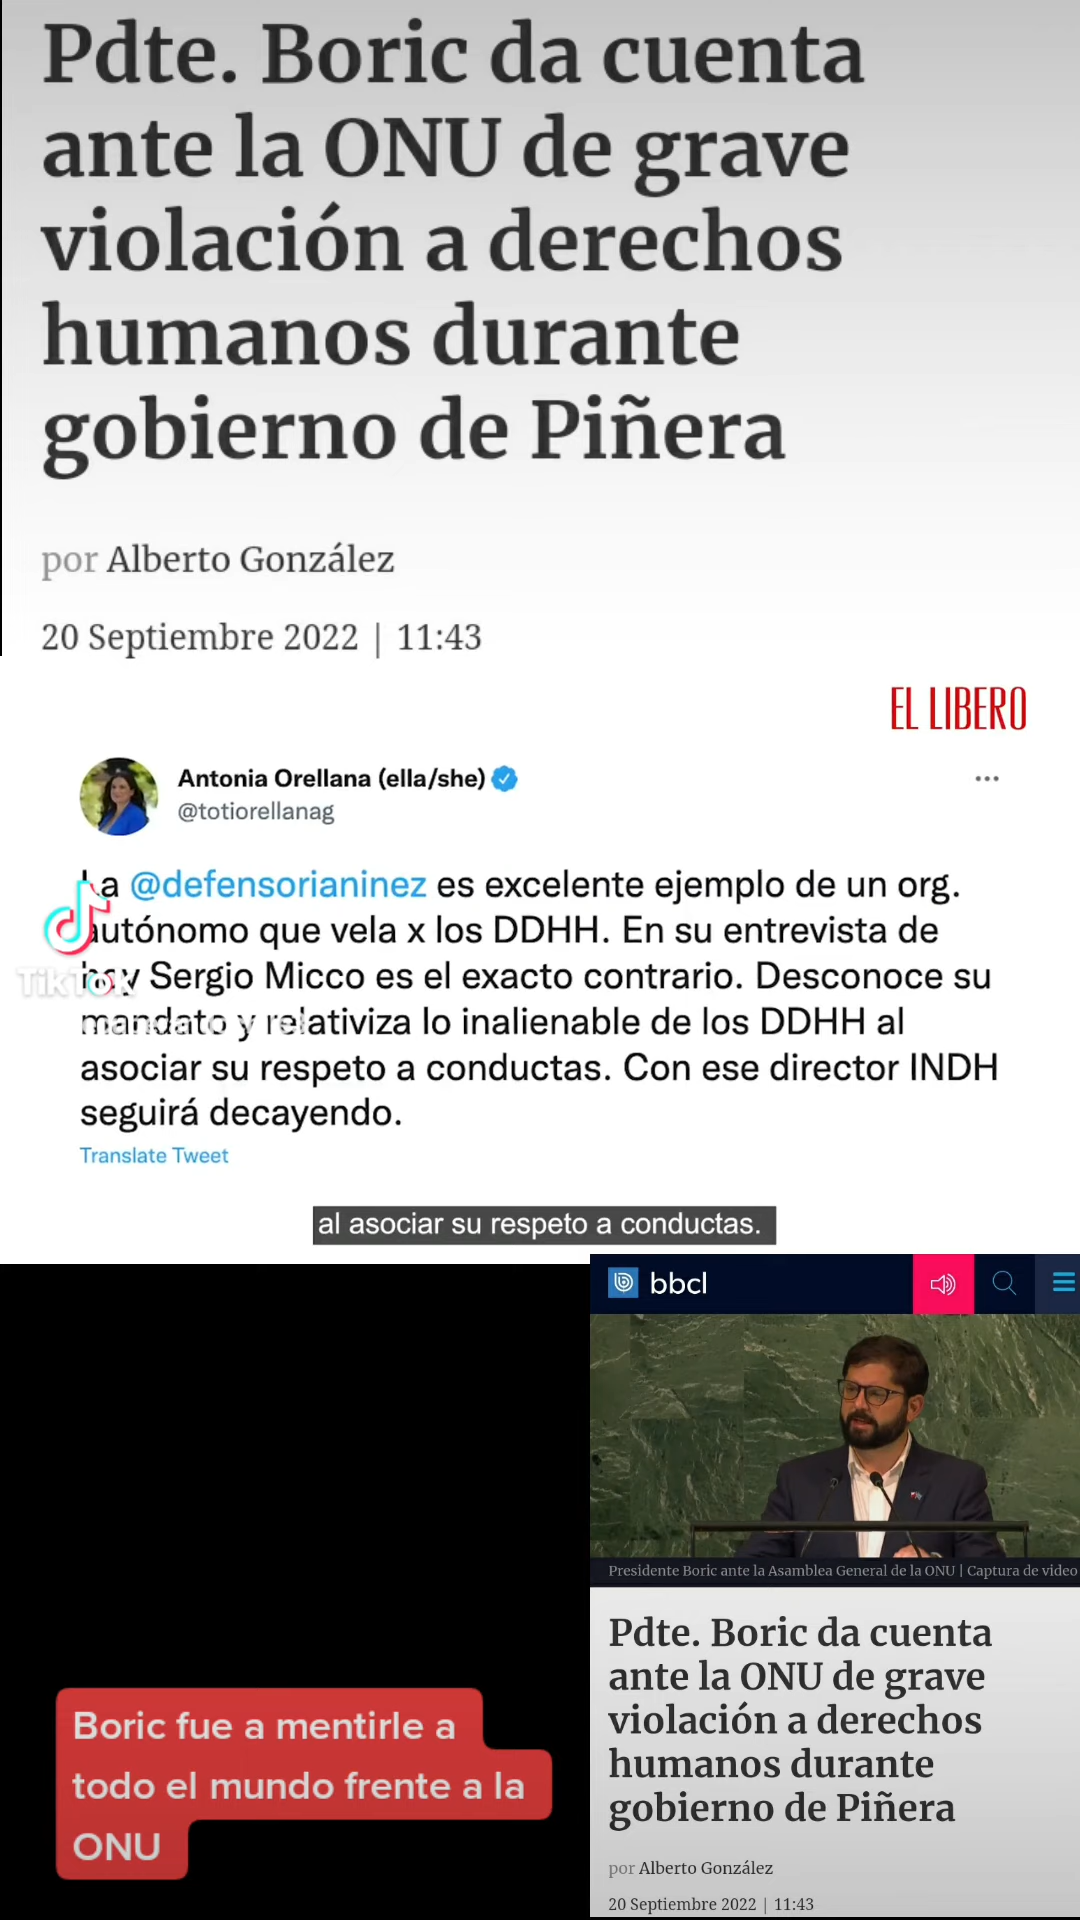 Pdte. Boric da cuenta
ante la ONU de grave
violación a derechos
humanos durante
gobierno de Piñera
por Alberto González
20 Septiembre 2022 | 11:43
EL LIBERO
Antonia Orellana (ella/she)
@totiorellanag
La @defensorianinez es excelente ejemplo de un org.
autónomo que vela x los DDHH. En su entrevista de
hoy Sergio Micco es el exacto contrario. Desconoce su
mandato y relativiza lo inalienable de los DDHH al
asociar su respeto a conductas. Con ese director INDH
seguirá decayendo.
Translate Tweet
TikTok
al asociar su respeto a conductas.
bbcl
Presidente Boric ante la Asamblea General de la ONU | Captura de video
Boric fue a mentirle a
todo el mundo frente a la
ONU
Pdte. Boric da cuenta
ante la ONU de grave
violación a derechos
humanos durante
gobierno de Piñera
por Alberto González
20 Septiembre 2022 | 11:43